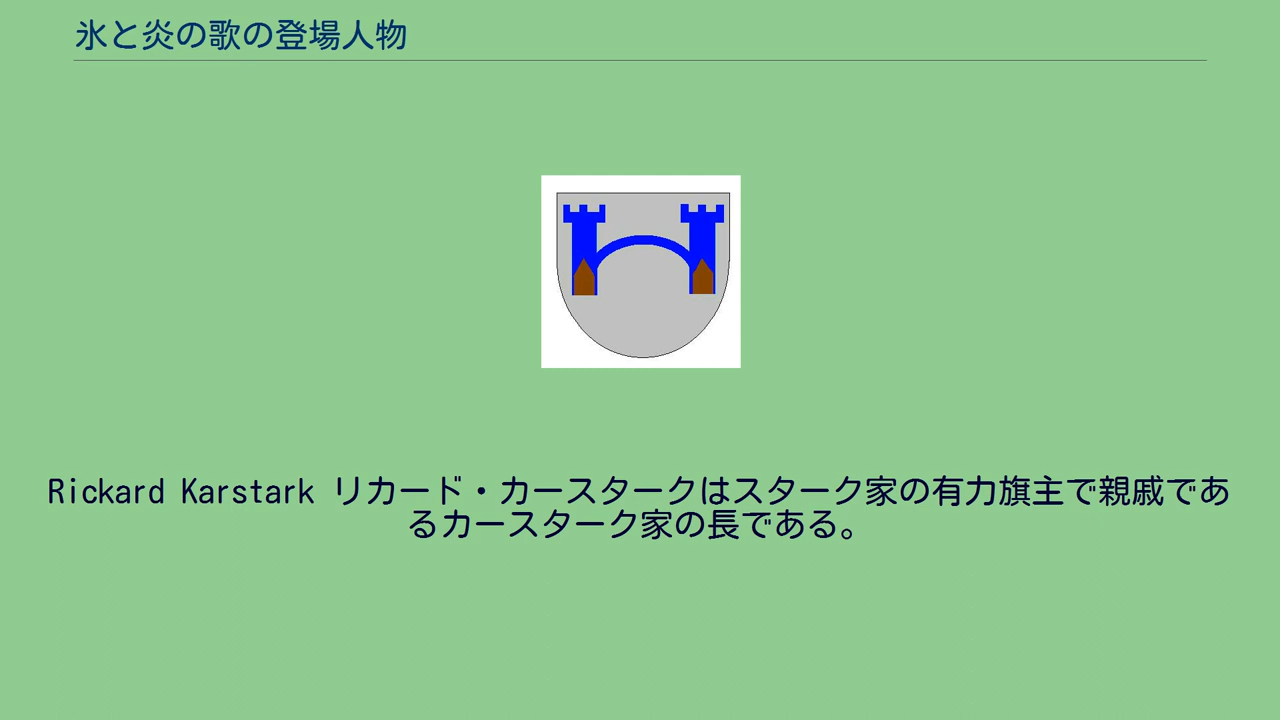 氷と炎の歌の登場人物
Rickard Karstark リカード・カースタークはスターク家の有力旗主で親戚であ
るカースターク家の長である。